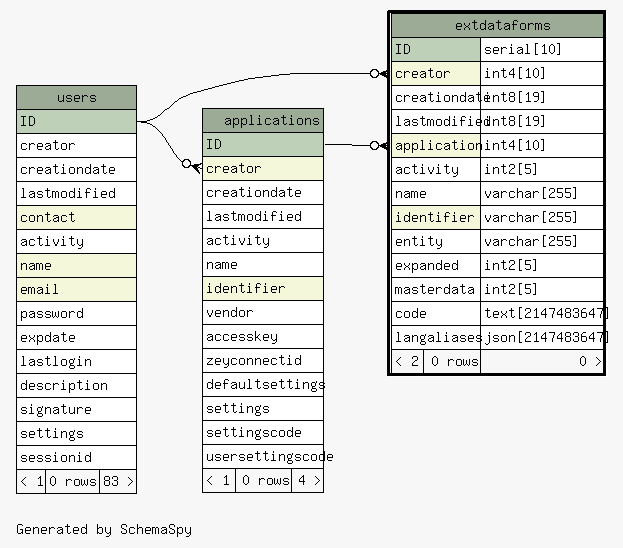 users
ID
creator
creationdate
lastmodified
contact
activity
name
email
password
expdate
lastlogin
description
signature
settings
sessionid
< 1 0 rows 83 >
applications
ID
creator
creationdate
lastmodified
activity
name
identifier
vendor
accesskey
zeyconnectid
defaultsettings
settings
settingscode
usersettingscode
< 1 0 rows 4 >
extdataforms
ID serial[10]
creator int4[10]
creationdate int8[19]
lastmodified int8[19]
application int4[10]
activity int2[5]
name varchar[255]
identifier varchar[255]
entity varchar[255]
expanded int2[5]
masterdata int2[5]
code text[2147483647]
langaliases json[2147483647]
< 2 0 rows 0 >
Generated by SchemaSpy